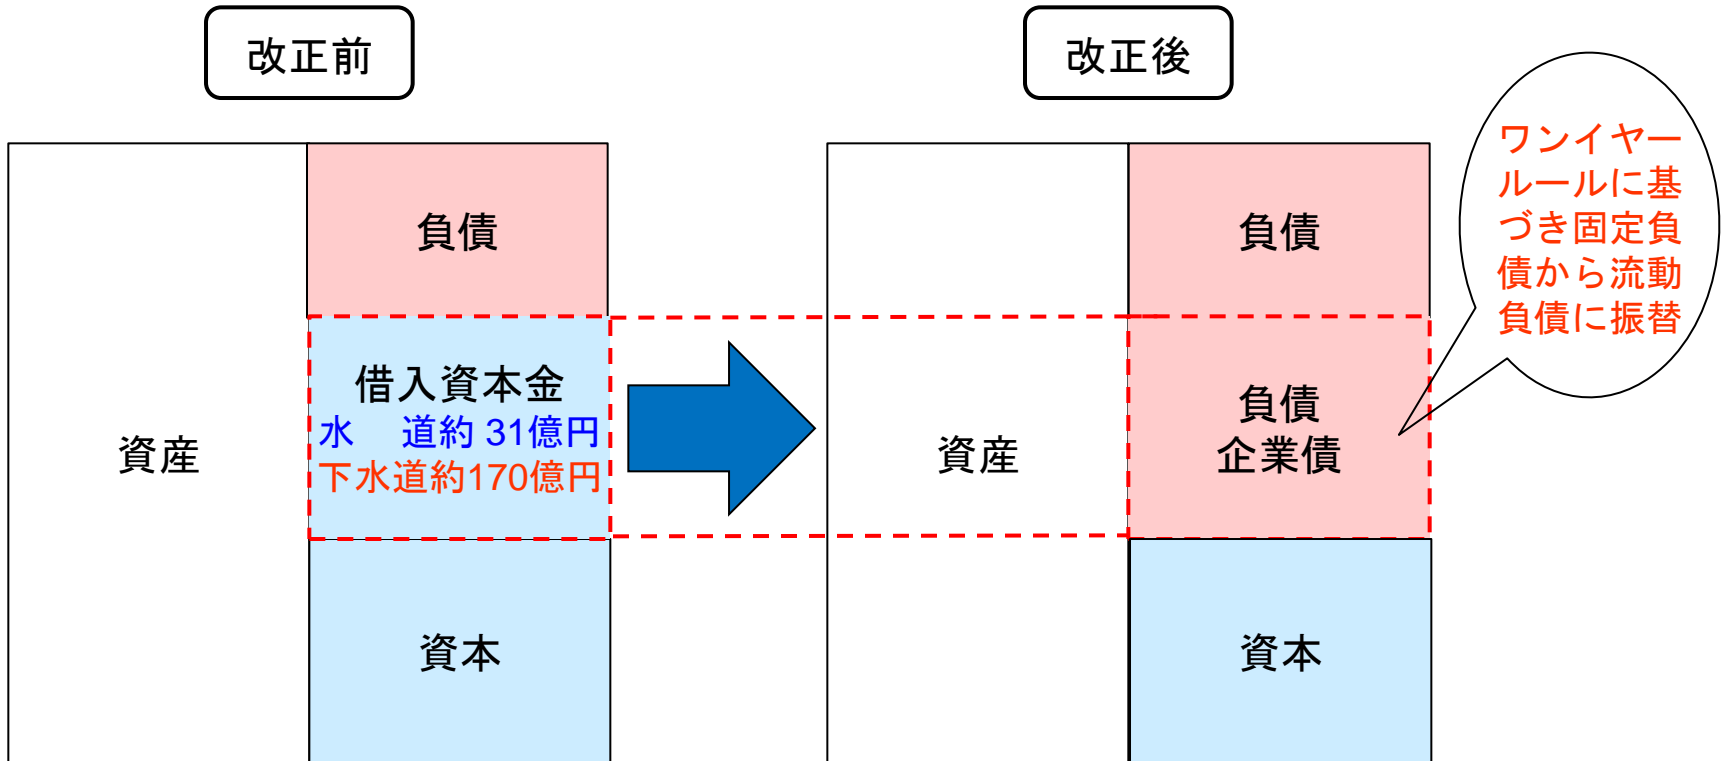 改正前
改正後
ワンイヤー
ルールに基
づき固定負
債から流動
負債に振替
資産
負債
借入資本金
水 道約 31億円
下水道約170億円
資本
資産
負債
負債
企業債
資本